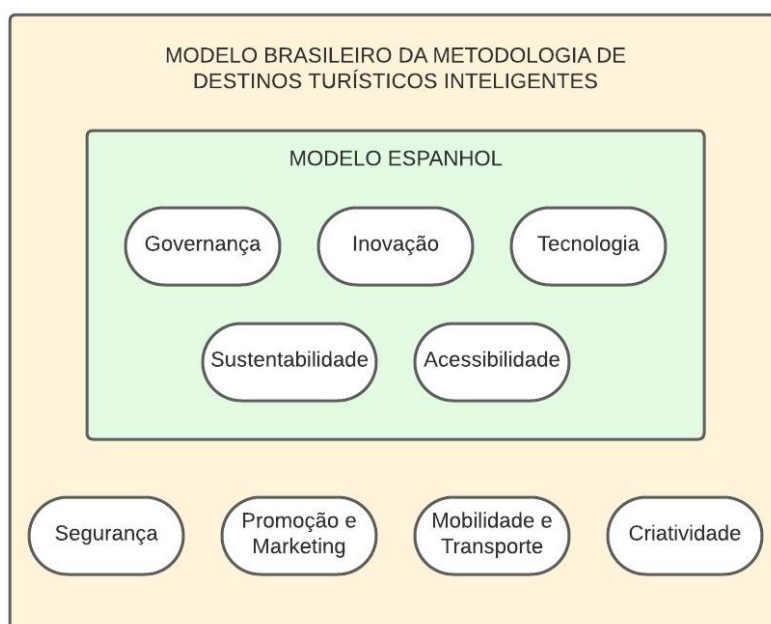 MODELO BRASILEIRO DA METODOLOGIA DE
DESTINOS TURÍSTICOS INTELIGENTES
MODELO ESPANHOL
Governança
Inovação
Tecnologia
Sustentabilidade
Acessibilidade
Segurança
Promoção e
Marketing
Mobilidade e
Transporte
Criatividade